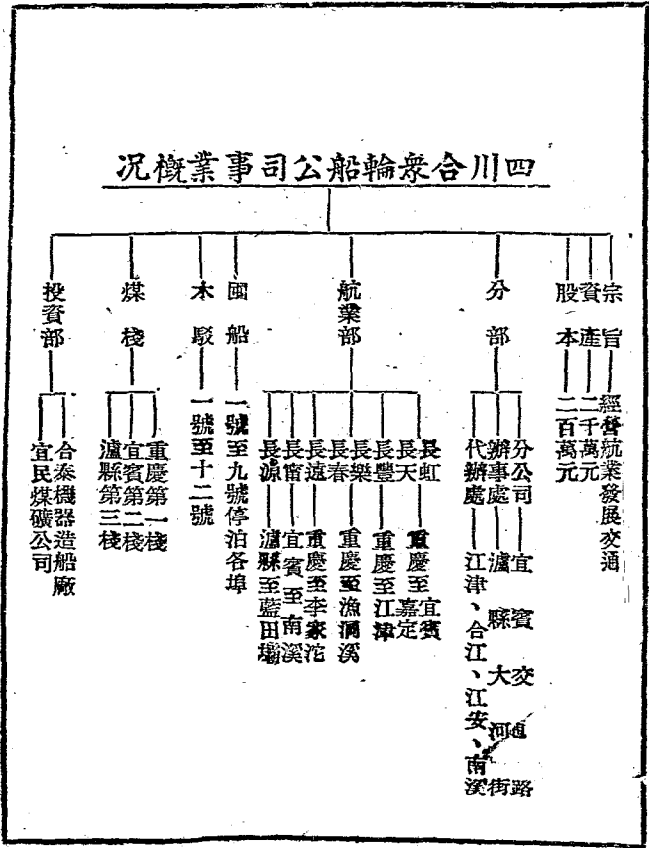 四川合衆輪船公司事業概况
宗旨
經營航業發展交通
資產
二千萬元
股本
二百萬元
分部
分公司
宜賓交通路
辦事處
瀘縣大河街
代辦處
江津、合江、江安、南溪
航業部
長虹
長天
重慶至宜賓
嘉定
長豐
重慶至江津
長樂
長春
重慶至漁洞溪
長遠
重慶至李家沱
長甯
宜賓至南溪
長源
瀘縣至藍田壩
囤船
一號至九號停泊各埠
木駁
一號至十二號
煤棧
重慶第一棧
宜賓第二棧
瀘縣第三棧
投資部
合泰機器造船廠
宜民煤礦公司